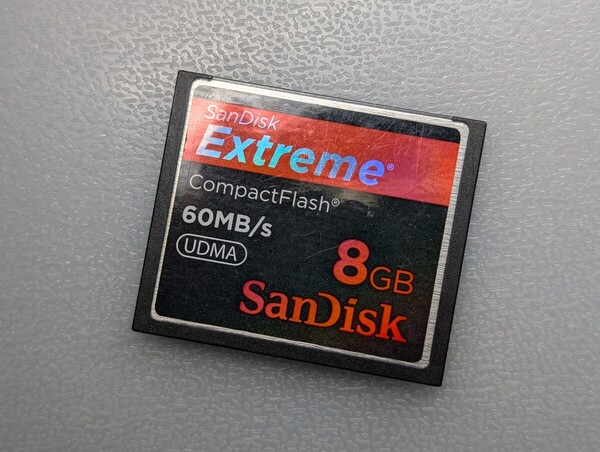 SanDisk
Extreme®
CompactFlash®
60MB/s
UDMA
8GB
SanDisk